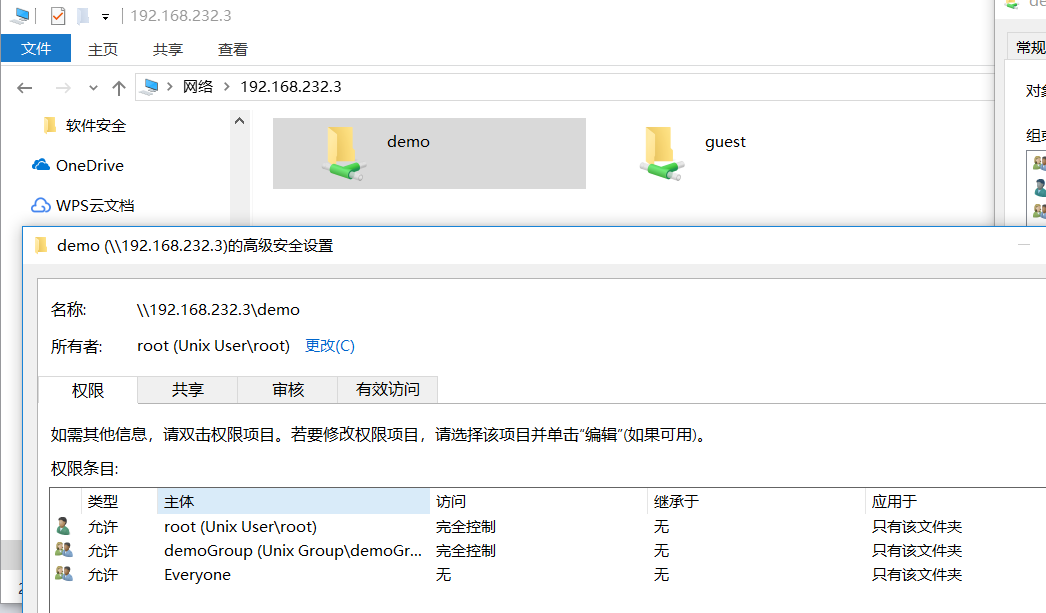 192.168.232.3
文件 主页 共享 查看
网络 192.168.232.3
常规
软件安全
OneDrive
WPS云文档
demo
guest
demo (\\192.168.232.3)的高级安全设置
名称: \\192.168.232.3\demo
所有者: root (Unix User\root) 更改(C)
权限 共享 审核 有效访问
如需其他信息，请双击权限项目。若要修改权限项目，请选择该项目并单击“编辑”(如果可用)。
权限条目:
类型 主体 访问 继承于 应用于
允许 root (Unix User\root) 完全控制 无 只有该文件夹
允许 demoGroup (Unix Group\demoGr... 完全控制 无 只有该文件夹
允许 Everyone 无 无 只有该文件夹